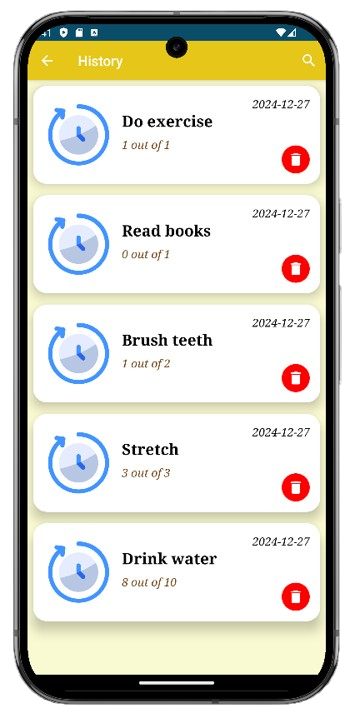 History
2024-12-27
Do exercise
1 out of 1
2024-12-27
Read books
0 out of 1
2024-12-27
Brush teeth
1 out of 2
2024-12-27
Stretch
3 out of 3
2024-12-27
Drink water
8 out of 10